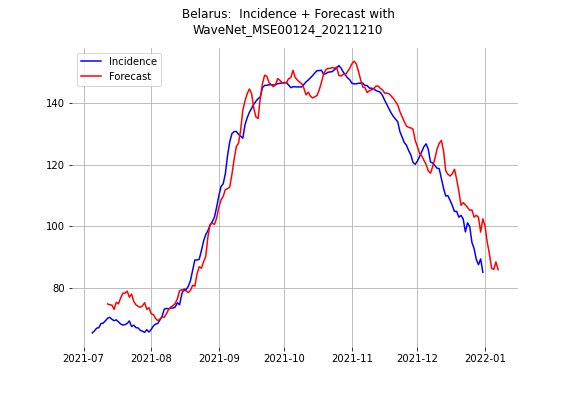 Belarus:  Incidence + Forecast with
WaveNet_MSE00124_20211210
Incidence
Forecast
140
120
100
80
2021-07 2021-08 2021-09 2021-10 2021-11 2021-12 2022-01